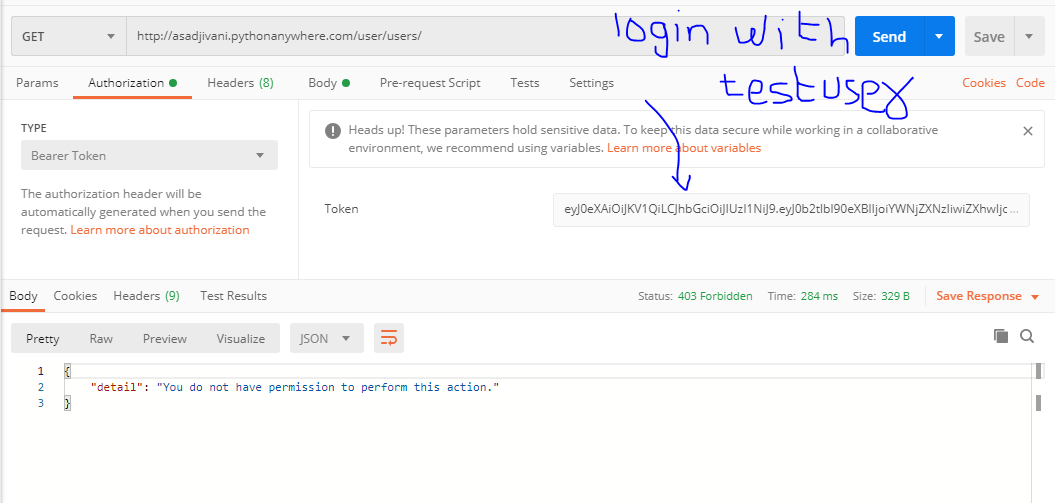 GET http://asadjivani.pythonanywhere.com/user/users/ Send Save
login with
testuser
Params Authorization Headers (8) Body Pre-request Script Tests Settings Cookies Code
TYPE
Bearer Token
The authorization header will be
automatically generated when you send the
request. Learn more about authorization
Heads up! These parameters hold sensitive data. To keep this data secure while working in a collaborative
environment, we recommend using variables. Learn more about variables
Token
Body Cookies Headers (9) Test Results Status: 403 Forbidden Time: 284 ms Size: 329 B Save Response
Pretty Raw Preview Visualize JSON
1 {
2 "detail": "You do not have permission to perform this action."
3 }